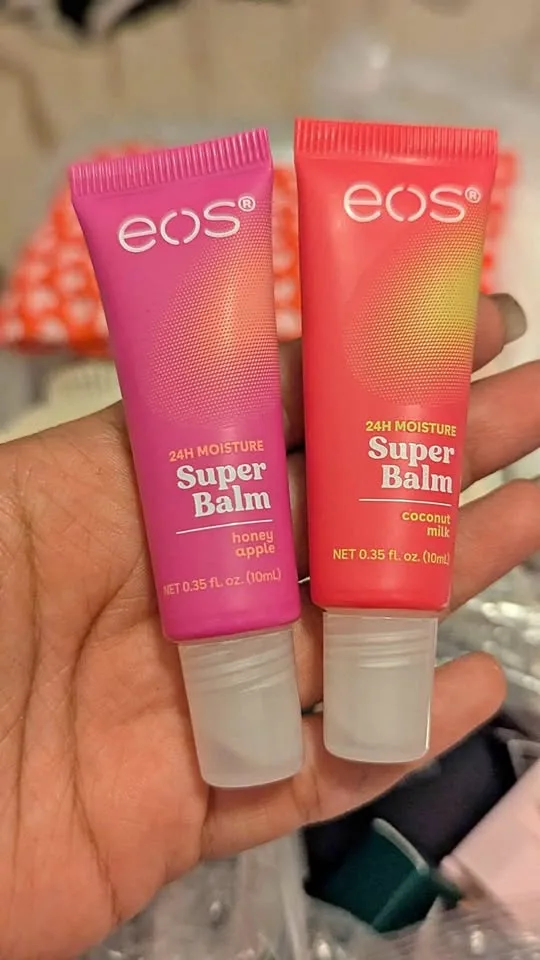 eos®
24H MOISTURE
Super
Balm
honey
apple
NET 0.35 fl. oz. (10mL)
eos®
24H MOISTURE
Super
Balm
coconut
milk
NET 0.35 fl. oz. (10mL)